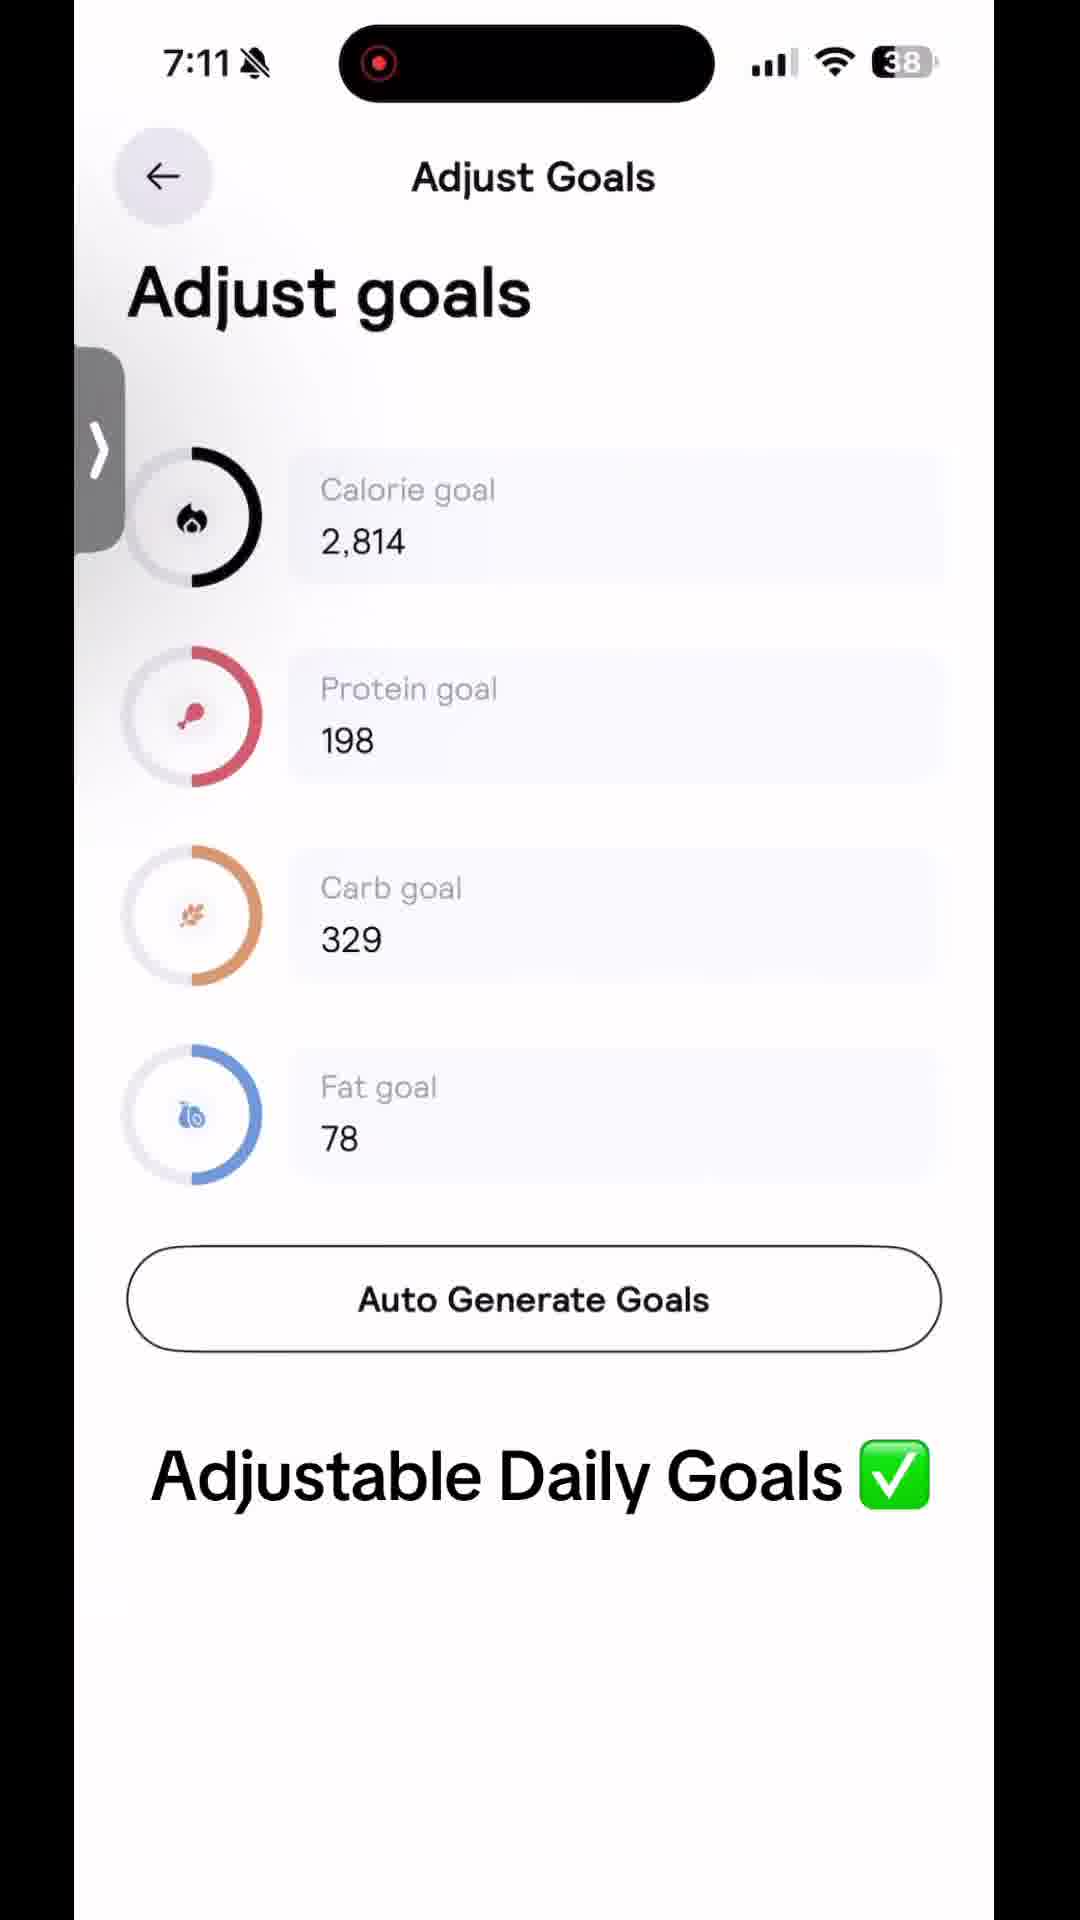 7:11
38
Adjust Goals
Adjust goals
Calorie goal
2,814
Protein goal
198
Carb goal
329
Fat goal
78
Auto Generate Goals
Adjustable Daily Goals ✅